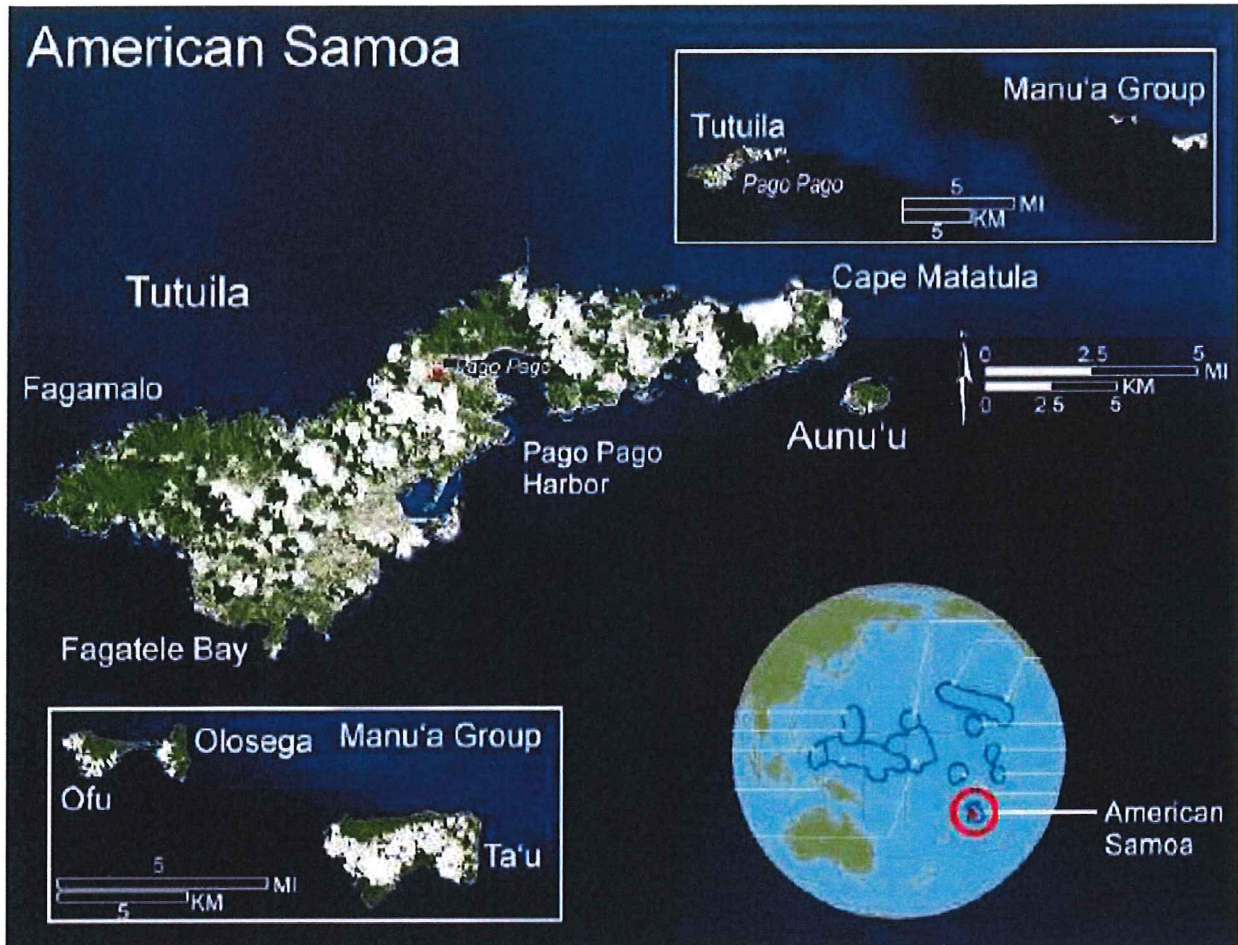 American Samoa
Manu‘a Group
Tutuila
Pago Pago
5
MI
KM
5
Cape Matatula
Tutuila
Pago Pago
0 2.5 5
MI
KM
0 2 5 5
Fagamalo
Aunu‘u
Pago Pago
Harbor
Fagatele Bay
Olosega
Manu‘a Group
Ofu
Ta‘u
5
MI
KM
5
American
Samoa